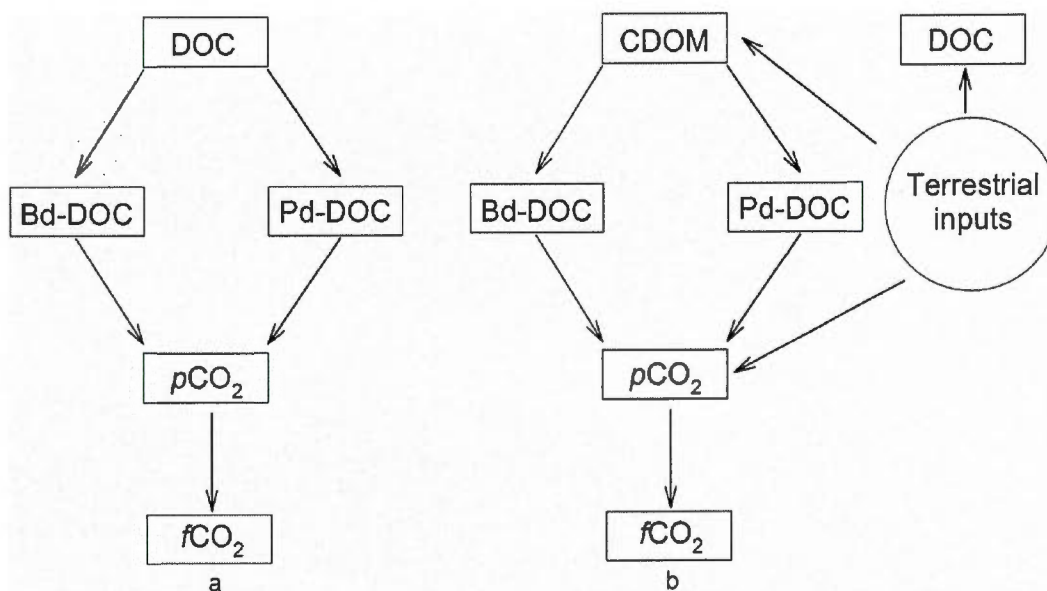 DOC
Bd-DOC
Pd-DOC
pCO₂
fCO₂
a
CDOM
DOC
Terrestrial
inputs
Bd-DOC
Pd-DOC
pCO₂
fCO₂
b